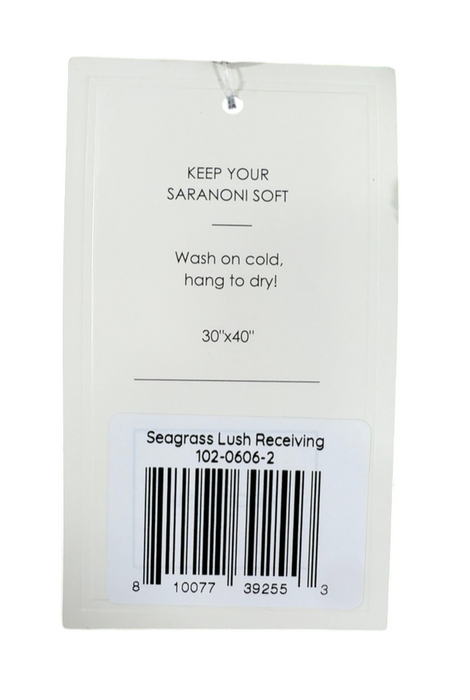 KEEP YOUR
SARANONI SOFT
Wash on cold,
hang to dry!
30"x40"
Seagrass Lush Receiving
102-0606-2
8 10077 39255 3